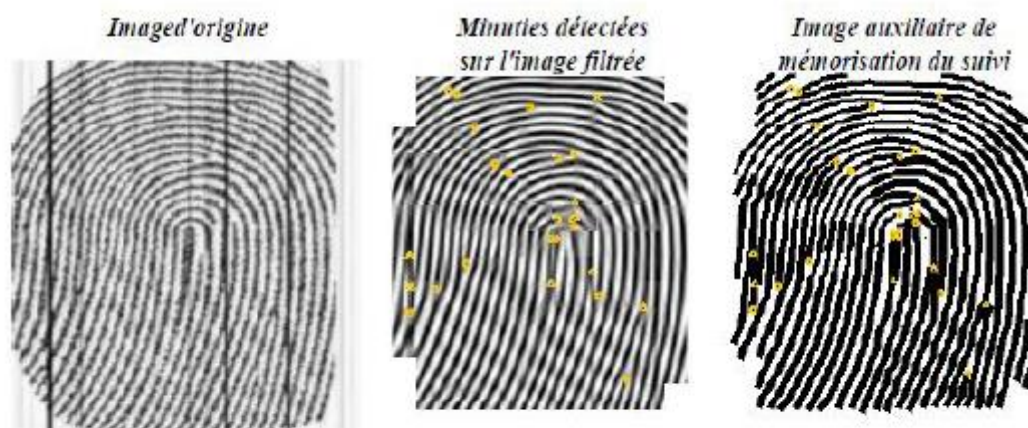 Imaged'origine
Minuties détectées
sur l'image filtrée
Image auxiliaire de
mémorisation du suivi